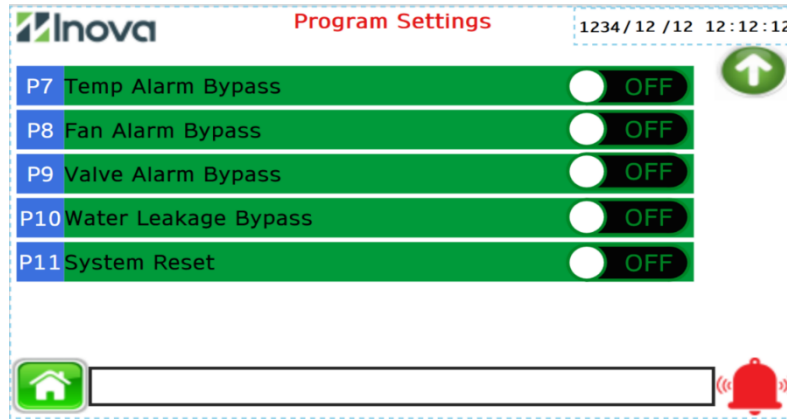 Inova
Program Settings
1234/12/12 12:12:12
P7 Temp Alarm Bypass OFF
P8 Fan Alarm Bypass OFF
P9 Valve Alarm Bypass OFF
P10 Water Leakage Bypass OFF
P11 System Reset OFF